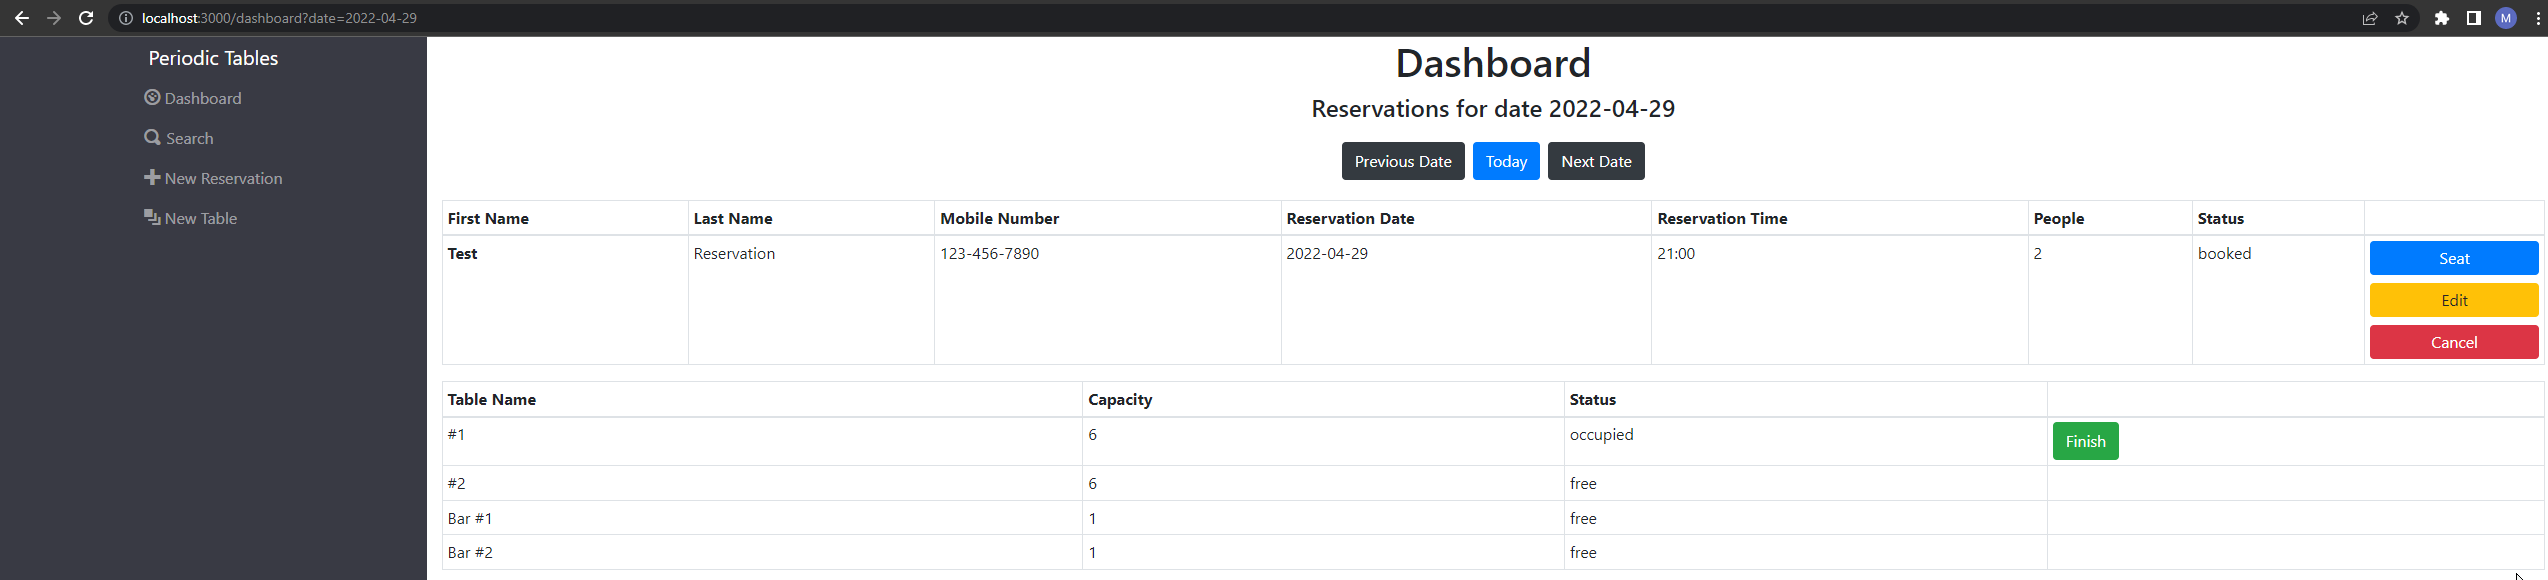 localhost:3000/dashboard?date=2022-04-29
M
Periodic Tables
Dashboard
Search
New Reservation
New Table
Dashboard
Reservations for date 2022-04-29
Previous Date Today Next Date
First Name Last Name Mobile Number Reservation Date Reservation Time People Status
Test Reservation 123-456-7890 2022-04-29 21:00 2 booked Seat
Edit
Cancel
Table Name Capacity Status
#1 6 occupied Finish
#2 6 free
Bar #1 1 free
Bar #2 1 free